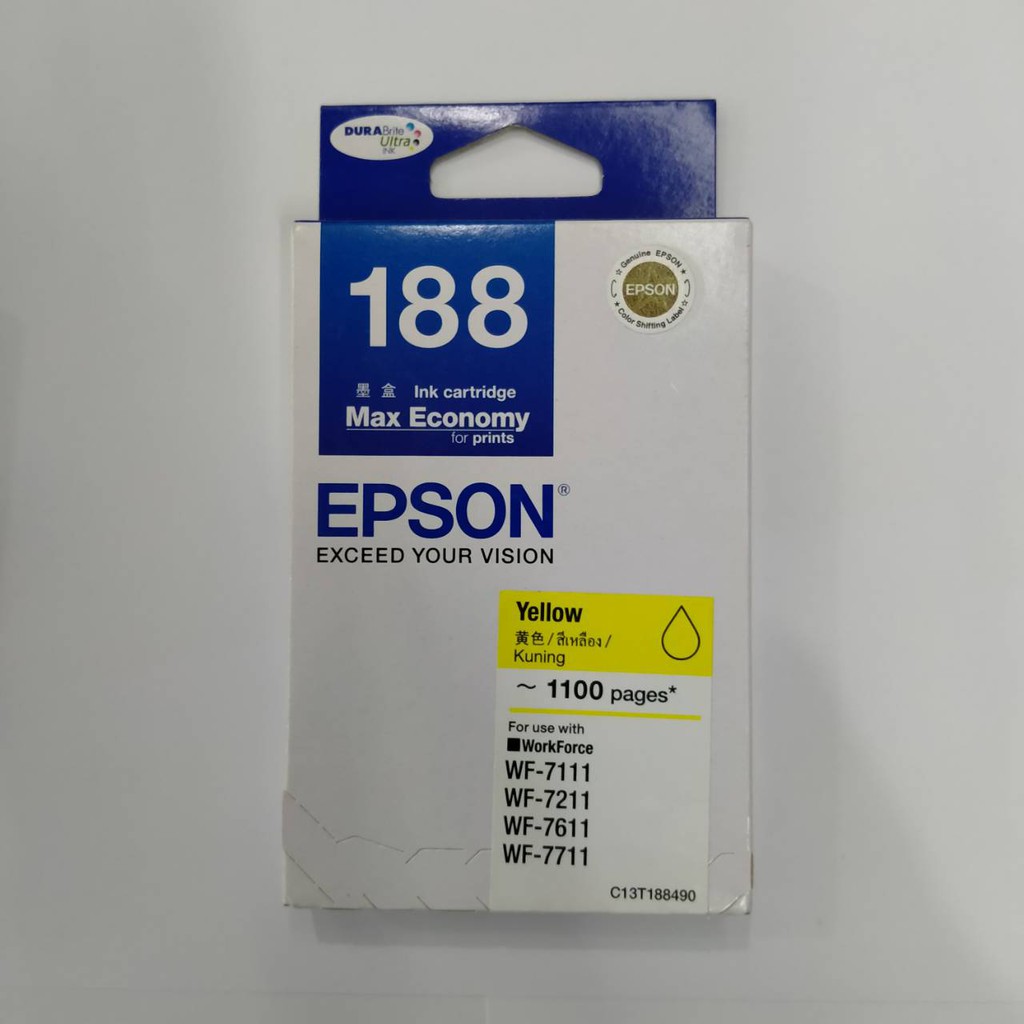 DURABrite
Ultra
INK
188
墨盒 Ink cartridge
Max Economy
for prints
☆ Genuine EPSON ★
EPSON
★ Color Shifting Label ☆
EPSON®
EXCEED YOUR VISION
Yellow
黄色 / สีเหลือง /
Kuning
~ 1100 pages*
For use with
■WorkForce
WF-7111
WF-7211
WF-7611
WF-7711
C13T188490